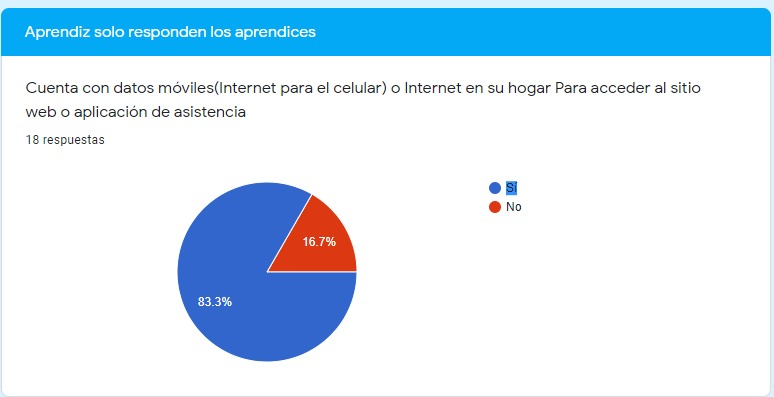 Aprendiz solo responden los aprendices
Cuenta con datos móviles(Internet para el celular) o Internet en su hogar Para acceder al sitio
web o aplicación de asistencia
18 respuestas
Sí
No
16.7%
83.3%